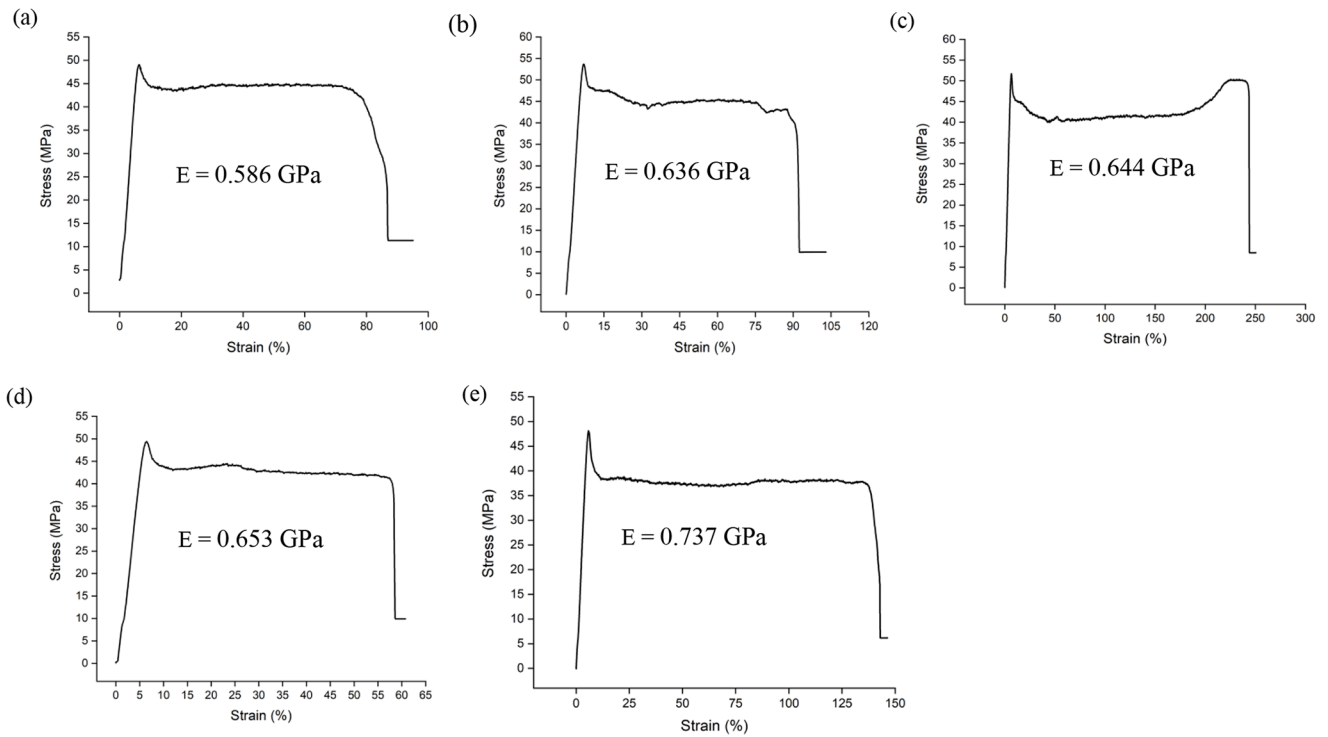 (a)
55
50
45
40
35
30
25
20
15
10
5
0
Stress (MPa)
E = 0.586 GPa
0 20 40 60 80 100
Strain (%)
(b)
60
55
50
45
40
35
30
25
20
15
10
5
0
Stress (MPa)
E = 0.636 GPa
0 15 30 45 60 75 90 105 120
Strain (%)
(c)
60
55
50
45
40
35
30
25
20
15
10
5
0
Stress (MPa)
E = 0.644 GPa
0 50 100 150 200 250 300
Strain (%)
(d)
55
50
45
40
35
30
25
20
15
10
5
0
Stress (MPa)
E = 0.653 GPa
0 5 10 15 20 25 30 35 40 45 50 55 60 65
Strain (%)
(e)
55
50
45
40
35
30
25
20
15
10
5
0
Stress (MPa)
E = 0.737 GPa
0 25 50 75 100 125 150
Strain (%)